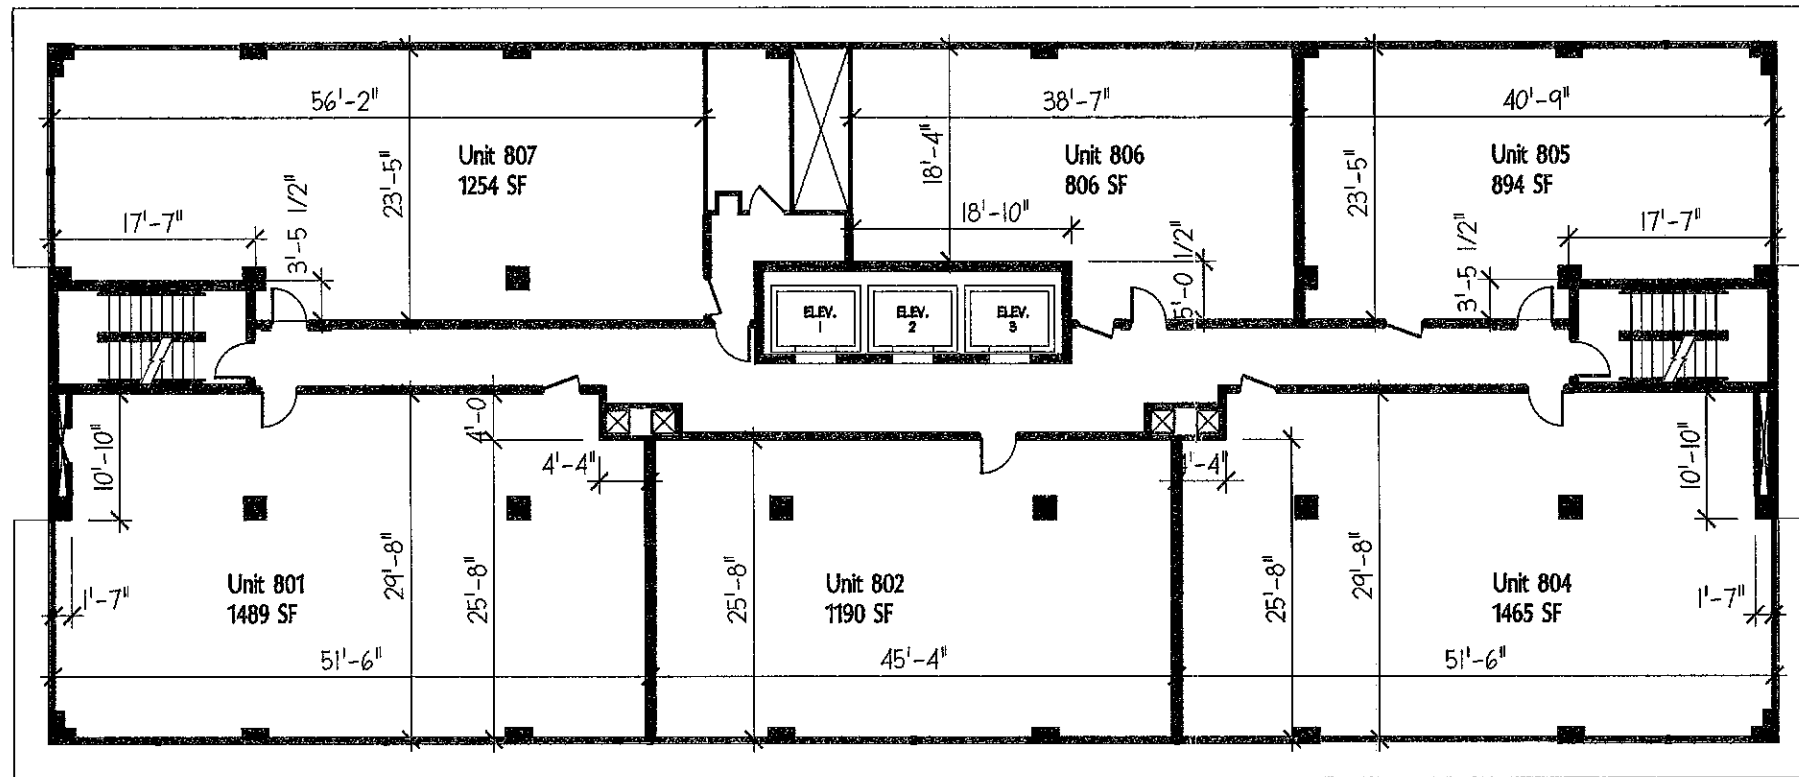 56'-2"
38'-7"
40'-9"
Unit 807
1254 SF
23'-5"
18'-4"
Unit 806
806 SF
23'-5"
Unit 805
894 SF
17'-7"
3'-5 1/2"
18'-10"
5'-0 1/2"
3'-5 1/2"
17'-7"
ELEV.
1
ELEV.
2
ELEV.
3
10'-10"
4'-0
4'-4"
'-4"
10'-10"
29'-8"
25'-8"
25'-8"
25'-8"
29'-8"
Unit 801
1489 SF
Unit 802
1190 SF
Unit 804
1465 SF
1'-7"
1'-7"
51'-6"
45'-4"
51'-6"